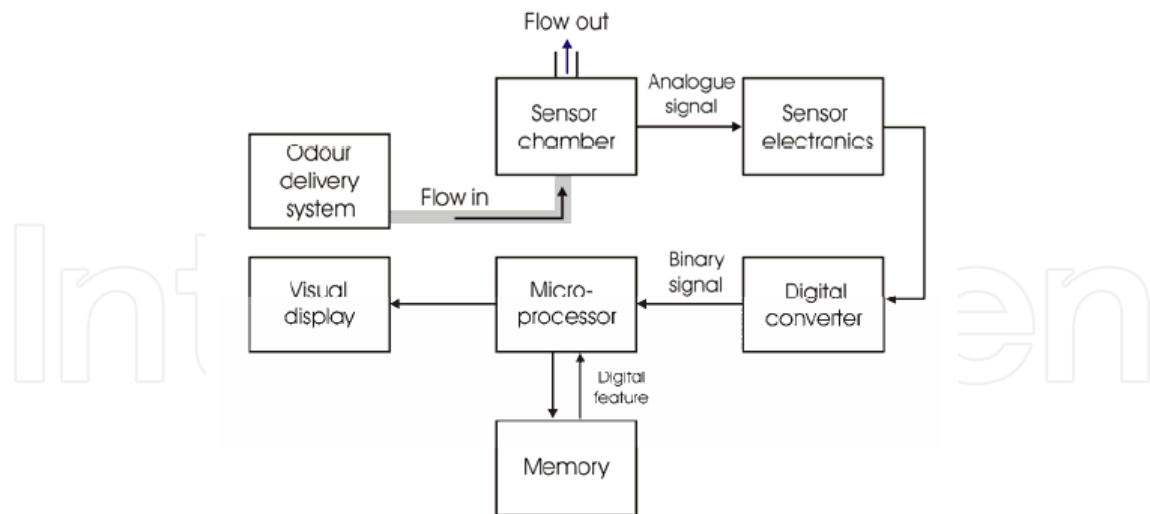 Flow out
Sensor
chamber
Analogue
signal
Sensor
electronics
Odour
delivery
system
Flow in
Visual
display
Micro-
processor
Binary
signal
Digital
converter
Digital
feature
Memory